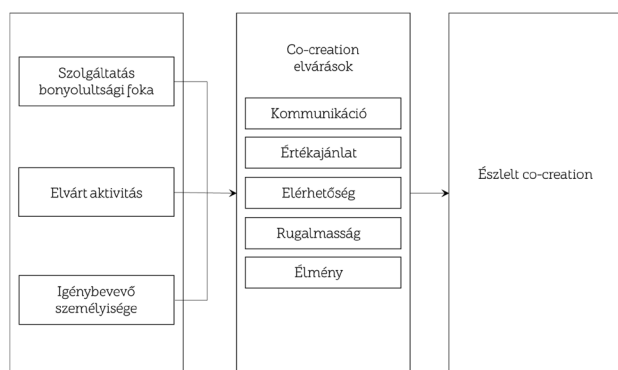 Szolgáltatás
bonyolultsági foka
Elvárt aktivitás
Igénybevevő
személyisége
Co-creation
elvárások
Kommunikáció
Értékajánlat
Elérhetőség
Rugalmasság
Élmény
Észlelt co-creation